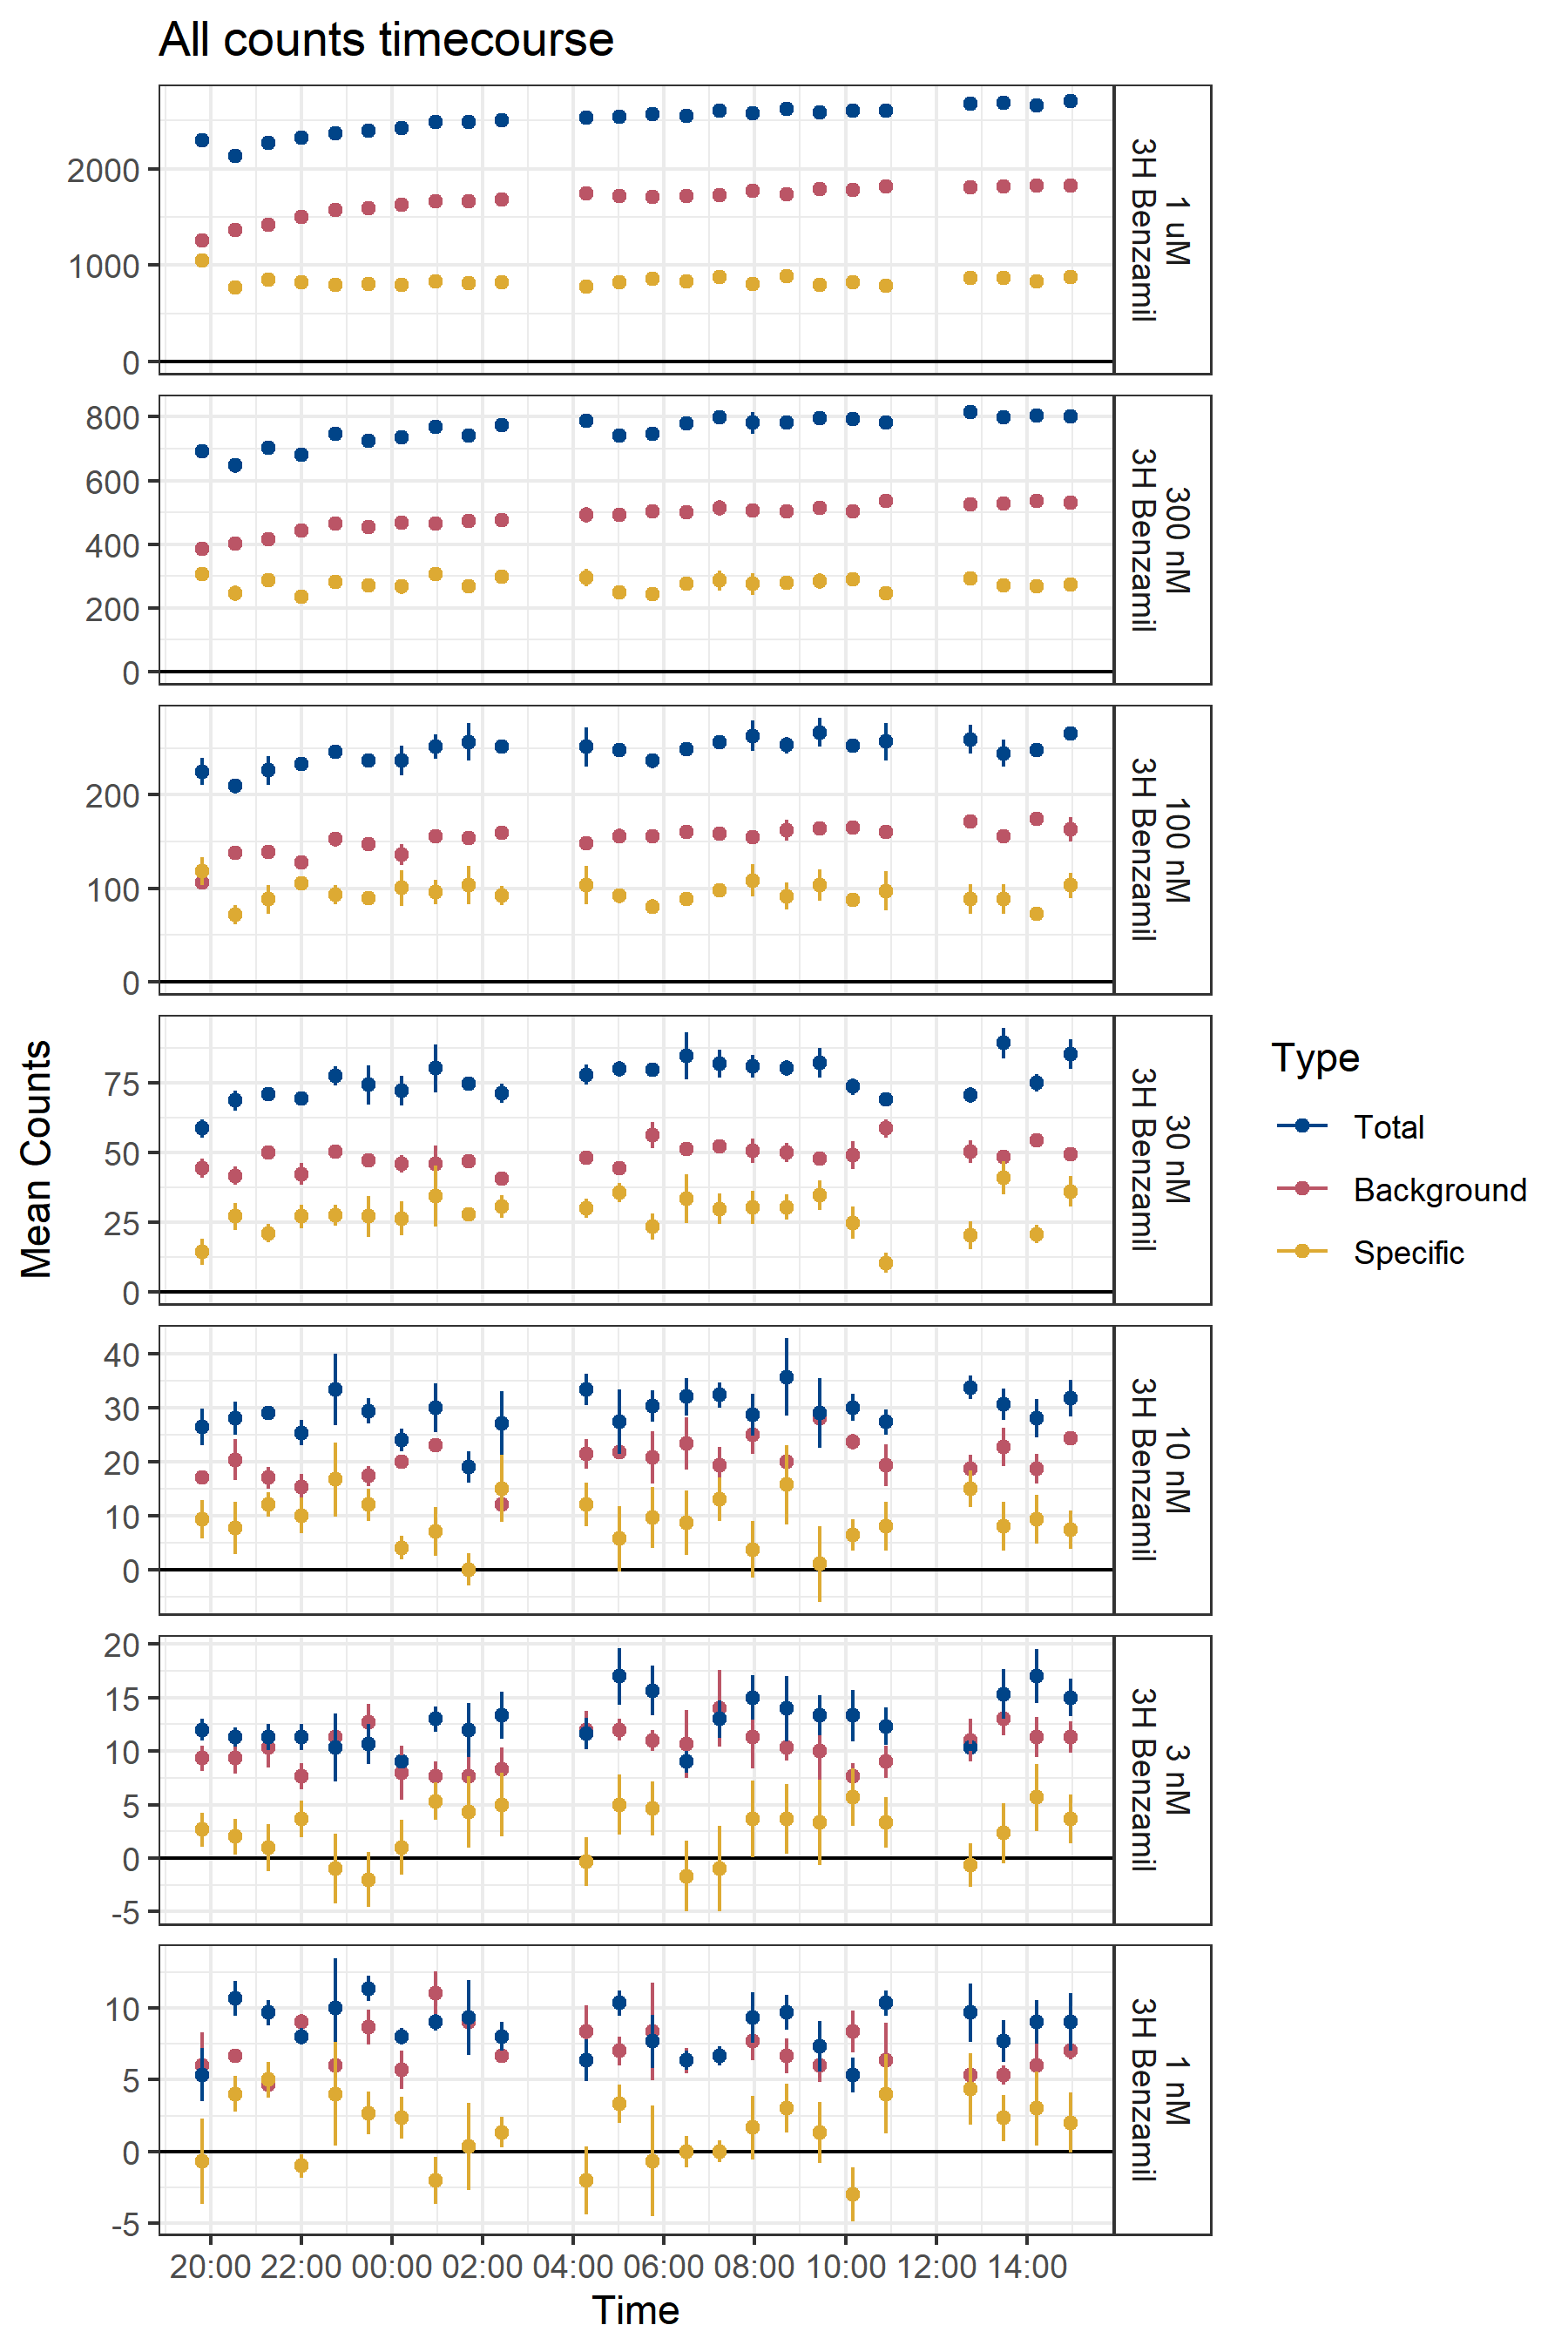 All counts timecourse
Mean Counts
2000
1000
0
1 uM
3H Benzamil
800
600
400
200
0
300 nM
3H Benzamil
200
100
0
100 nM
3H Benzamil
75
50
25
0
30 nM
3H Benzamil
40
30
20
10
0
10 nM
3H Benzamil
20
15
10
5
0
-5
3 nM
3H Benzamil
10
5
0
-5
1 nM
3H Benzamil
20:00 22:00 00:00 02:00 04:00 06:00 08:00 10:00 12:00 14:00
Time
Type
Total
Background
Specific